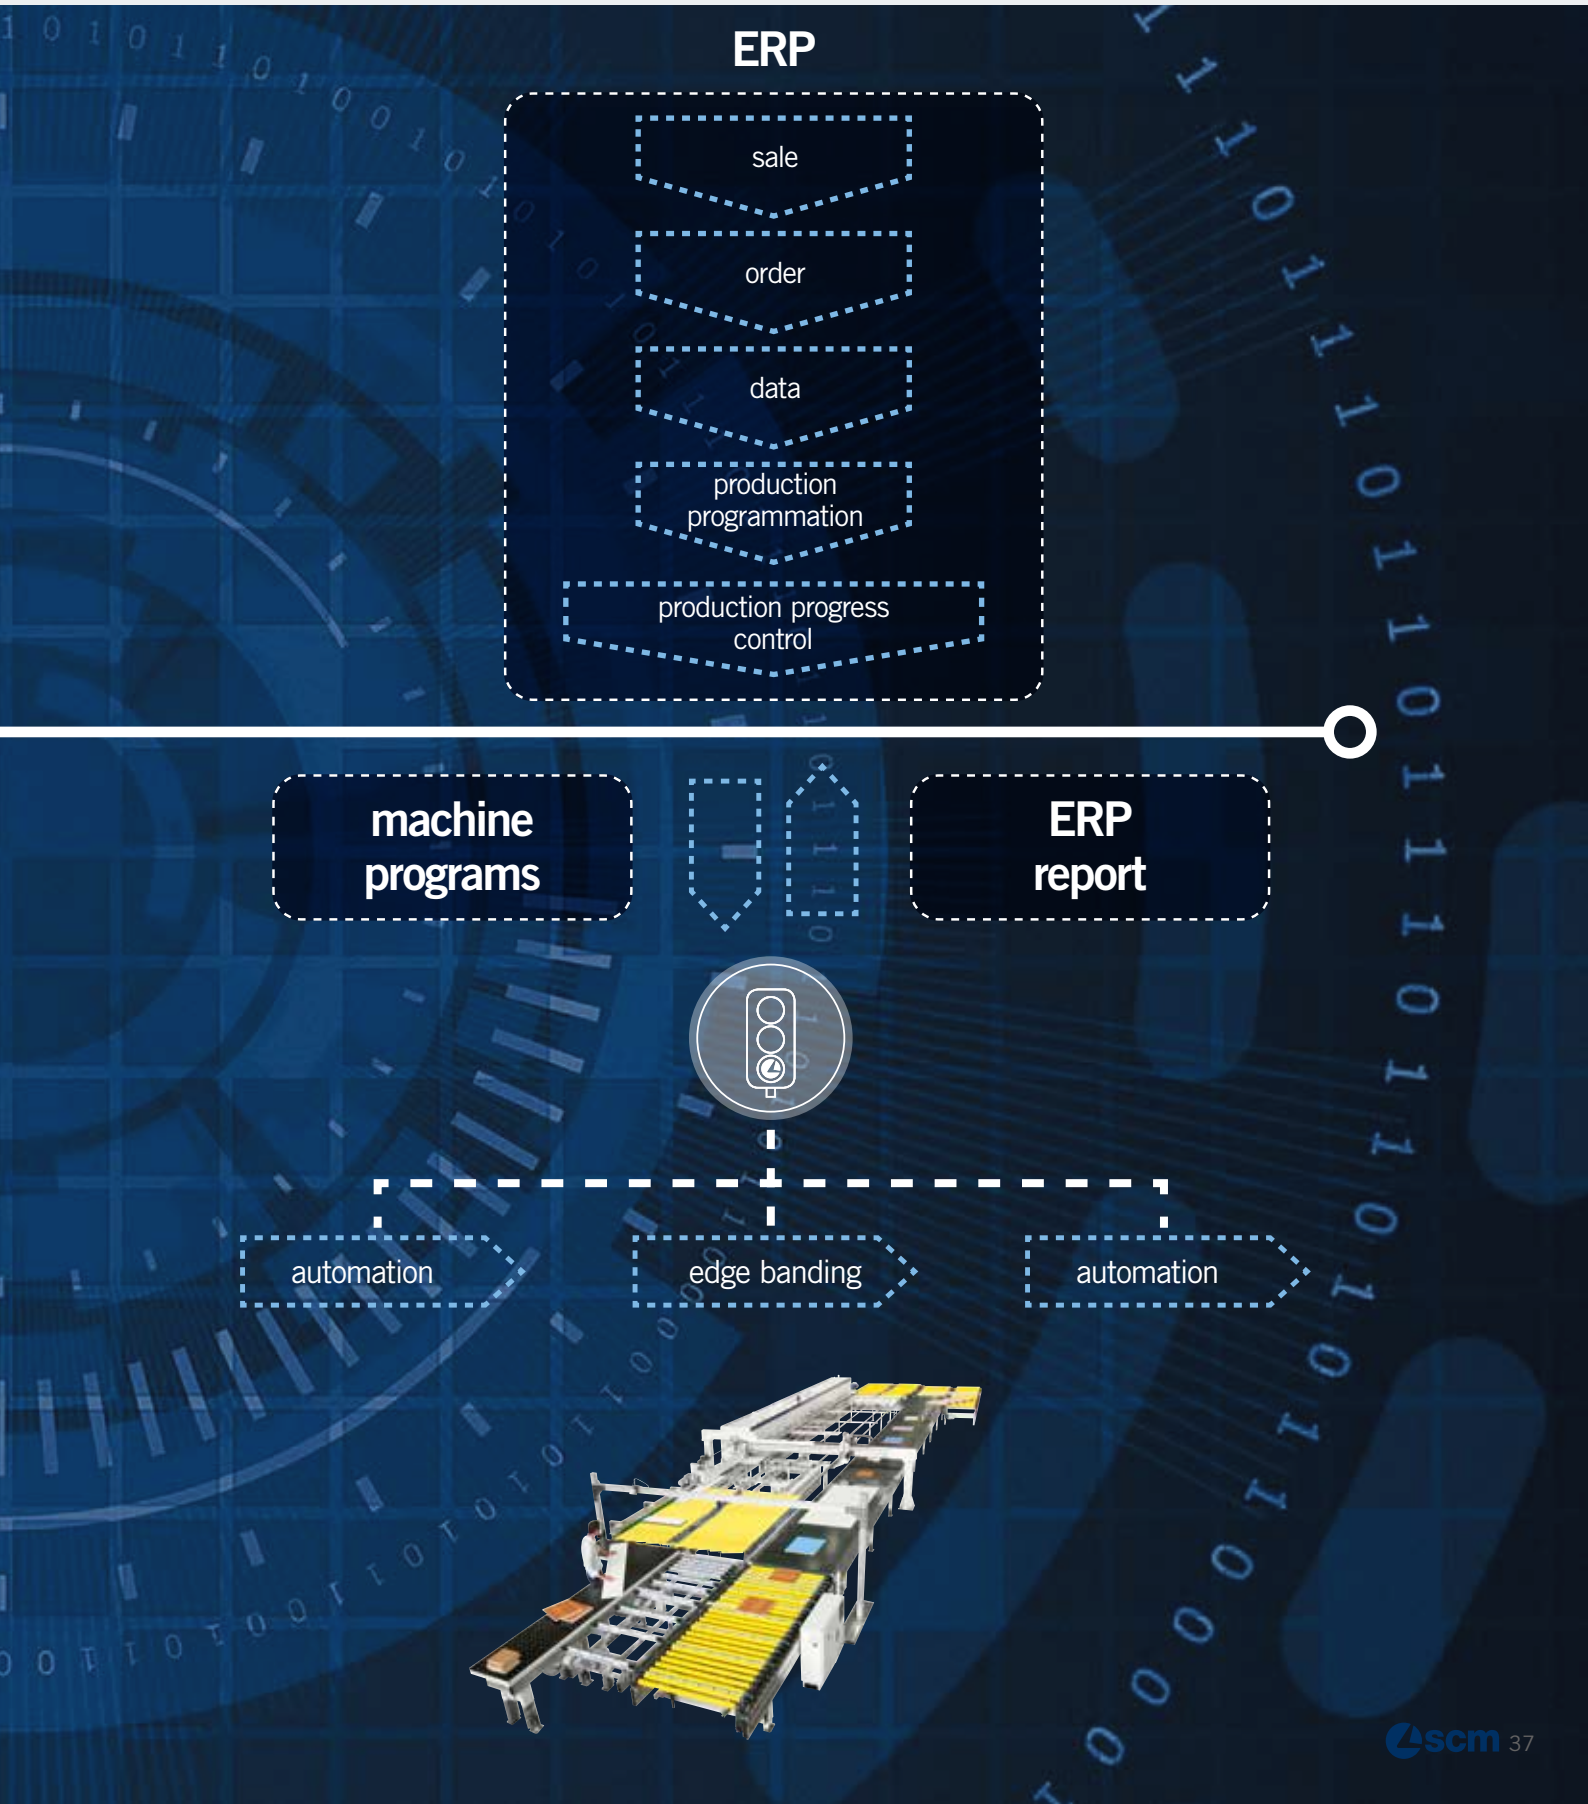 ERP
sale
order
data
production
programmation
production progress
control
machine
programs
ERP
report
automation
edge banding
automation
scm 37